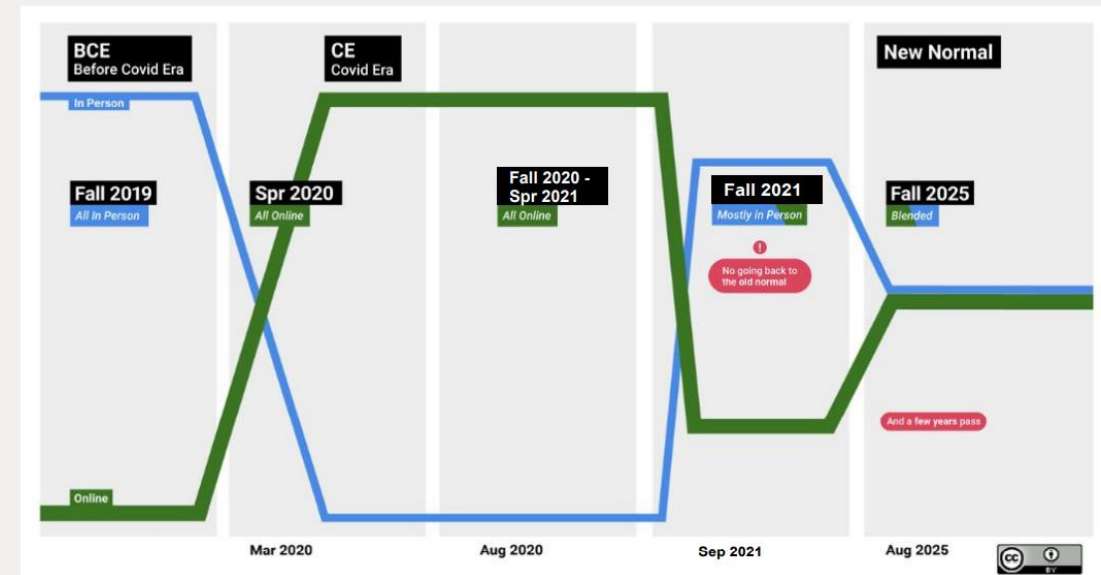 BCE
Before Covid Era
CE
Covid Era
New Normal
In Person
Fall 2019
All In Person
Spr 2020
All Online
Fall 2020 -
Spr 2021
All Online
Fall 2021
Mostly in Person
Fall 2025
Blended
!
No going back to
the old normal
And a few years pass
Online
Mar 2020
Aug 2020
Sep 2021
Aug 2025
cc
BY